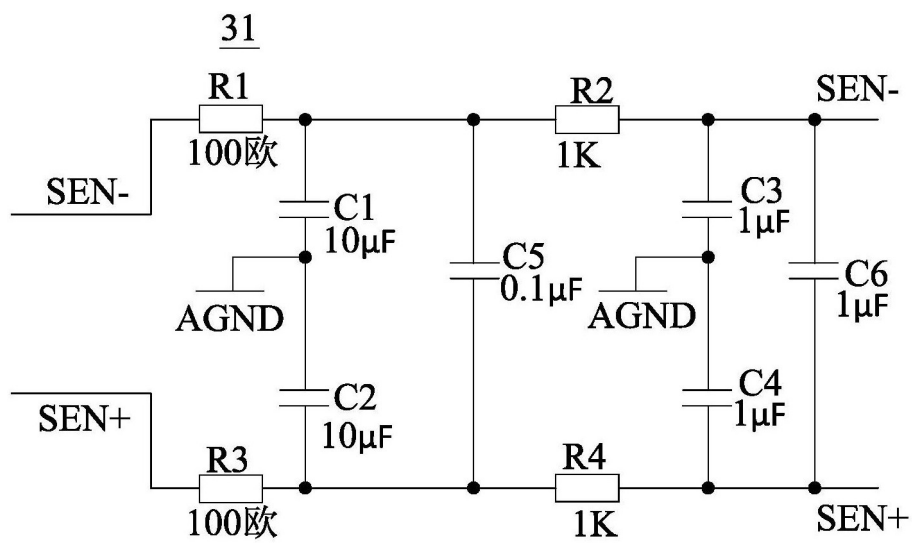 31
R1
100欧
R2
1K
SEN-
SEN-
C1
10μF
C3
1μF
C5
0.1μF
C6
1μF
AGND
AGND
SEN+
C2
10μF
C4
1μF
R3
100欧
R4
1K
SEN+